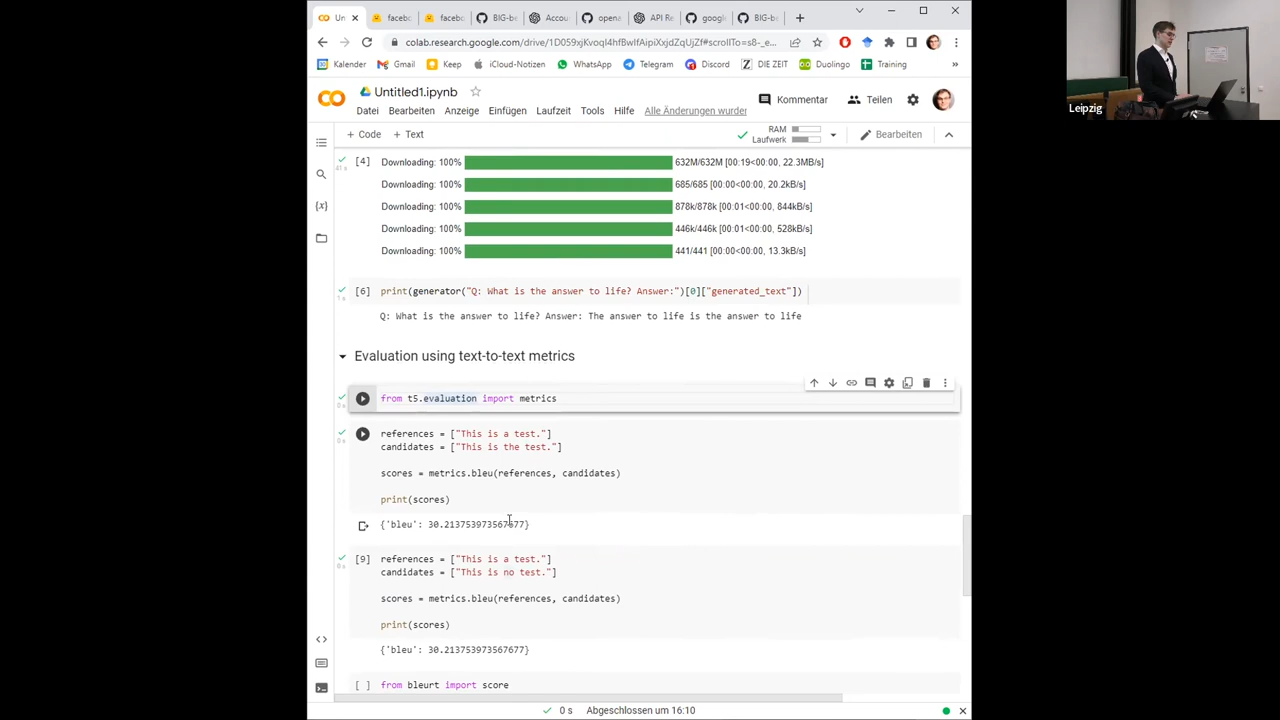 Un
facebo
facebo
BIG-be
Accou
opena
API Re
google
BIG-be
colab.research.google.com/drive/1D059xjKvoqI4hfBwIfAipiXxjdZqUjZf#scrollTo=s8-_e...
Kalender
Gmail
Keep
iCloud-Notizen
WhatsApp
Telegram
Discord
DIE ZEIT
Duolingo
Training
»
Untitled1.ipynb
Kommentar
Teilen
Datei Bearbeiten Anzeige Einfügen Laufzeit Tools Hilfe Alle Änderungen wurder
+ Code + Text
RAM
Laufwerk
Bearbeiten
[4]
41 s
Downloading: 100% 632M/632M [00:19<00:00, 22.3MB/s]
Downloading: 100% 685/685 [00:00<00:00, 20.2kB/s]
Downloading: 100% 878k/878k [00:01<00:00, 844kB/s]
Downloading: 100% 446k/446k [00:01<00:00, 528kB/s]
Downloading: 100% 441/441 [00:00<00:00, 13.3kB/s]
[6] print(generator("Q: What is the answer to life? Answer:")[0]["generated_text"])
1s
Q: What is the answer to life? Answer: The answer to life is the answer to life
Evaluation using text-to-text metrics
from t5.evaluation import metrics
0s
references = ["This is a test."]
0s
candidates = ["This is the test."]
scores = metrics.bleu(references, candidates)
print(scores)
{'bleu': 30.213753973567677}
[9] references = ["This is a test."]
0s
candidates = ["This is no test."]
scores = metrics.bleu(references, candidates)
print(scores)
{'bleu': 30.213753973567677}
[ ] from bleurt import score
0 s Abgeschlossen um 16:10
Leipzig